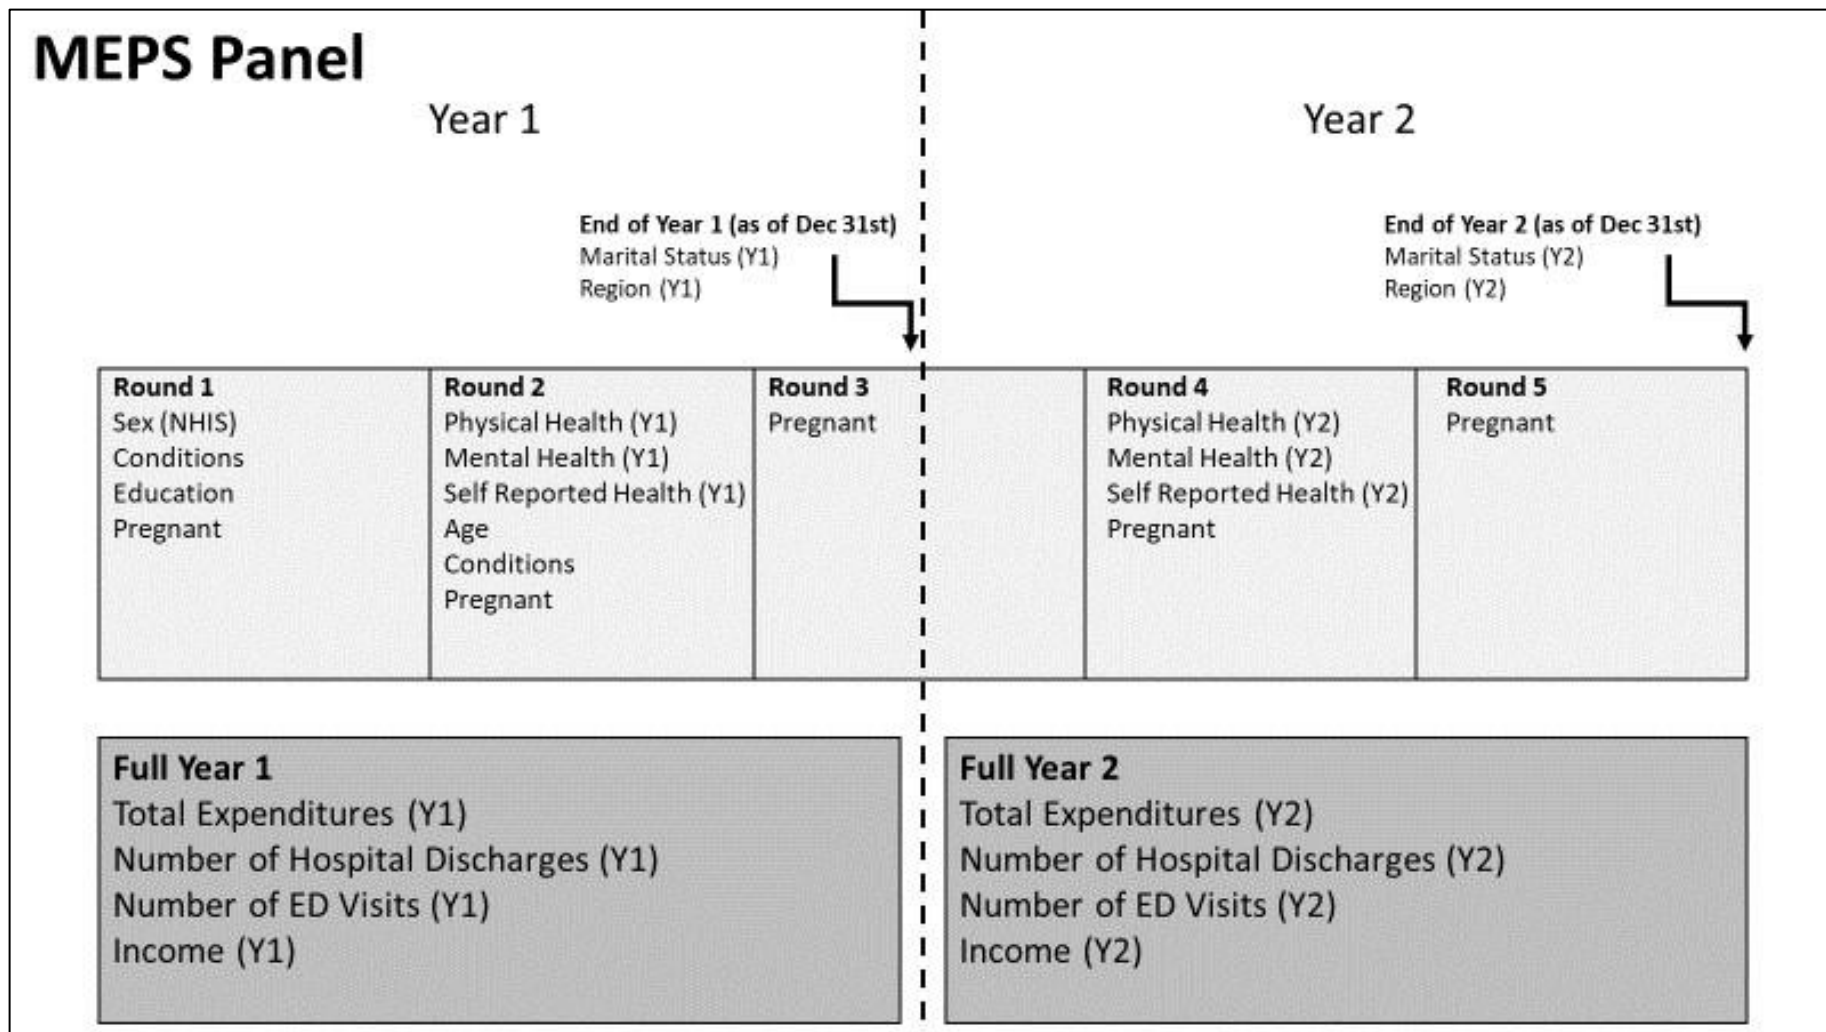 MEPS Panel
Year 1
Year 2
End of Year 1 (as of Dec 31st)
Marital Status (Y1)
Region (Y1)
End of Year 2 (as of Dec 31st)
Marital Status (Y2)
Region (Y2)
Round 1
Sex (NHIS)
Conditions
Education
Pregnant
Round 2
Physical Health (Y1)
Mental Health (Y1)
Self Reported Health (Y1)
Age
Conditions
Pregnant
Round 3
Pregnant
Round 4
Physical Health (Y2)
Mental Health (Y2)
Self Reported Health (Y2)
Pregnant
Round 5
Pregnant
Full Year 1
Total Expenditures (Y1)
Number of Hospital Discharges (Y1)
Number of ED Visits (Y1)
Income (Y1)
Full Year 2
Total Expenditures (Y2)
Number of Hospital Discharges (Y2)
Number of ED Visits (Y2)
Income (Y2)